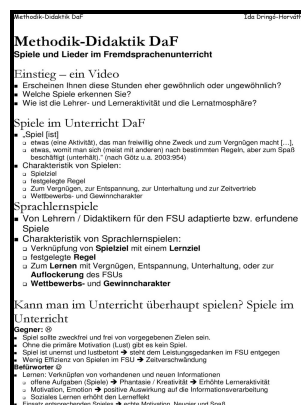 Methodik-Didaktik DaF Ida Dringó-Horváth
Methodik-Didaktik DaF
Spiele und Lieder im Fremdsprachenunterricht
Einstieg – ein Video
▪ Erscheinen Ihnen diese Stunden eher gewöhnlich oder ungewöhnlich?
▪ Welche Spiele erkennen Sie?
▪ Wie ist die Lehrer- und Lerneraktivität und die Lernatmosphäre?
Spiele im Unterricht DaF
▪ „Spiel [ist]
▫ etwas (eine Aktivität), das man freiwillig ohne Zweck und zum Vergnügen macht [...],
▫ etwas, womit man sich (meist mit anderen) nach bestimmten Regeln, aber zum Spaß
beschäftigt (unterhält)." (nach Götz u.a. 2003:954)
▪ Charakteristik von Spielen:
▫ Spielziel
▫ festgelegte Regel
▫ Zum Vergnügen, zur Entspannung, zur Unterhaltung und zur Zeitvertrieb
▫ Wettbewerbs- und Gewinncharakter
Sprachlernspiele
▪ Von Lehrern / Didaktikern für den FSU adaptierte bzw. erfundene
Spiele
▪ Charakteristik von Sprachlernspielen:
▫ Verknüpfung von Spielziel mit einem Lernziel
▫ festgelegte Regel
▫ Zum Lernen mit Vergnügen, Entspannung, Unterhaltung, oder zur
Auflockerung des FSUs
▫ Wettbewerbs- und Gewinncharakter
Kann man im Unterricht überhaupt spielen? Spiele im
Unterricht
Gegner: ☹
▪ Spiel sollte zweckfrei und frei von vorgegebenen Zielen sein.
▪ Ohne die primäre Motivation (Lust) gibt es kein Spiel.
▪ Spiel ist unernst und lustbetont ➔ steht dem Leistungsgedanken im FSU entgegen
▪ Wenig Effizienz von Spielen im FSU ➔ Zeitverschwändung
Befürworter ☺
▪ Lernen: Verknüpfen von vorhandenen und neuen Informationen
▫ offene Aufgaben (Spiele) ➔ Phantasie / Kreativität ➔ Erhöhte Lerneraktivität
▫ Motivation, Emotion ➔ positive Auswirkung auf die Informationsverarbeitung
▫ Soziales Lernen erhöht den Lerneffekt
▪ Einsatz entsprechenden Spieles ➔ echte Motivation, Neugier und Spaß